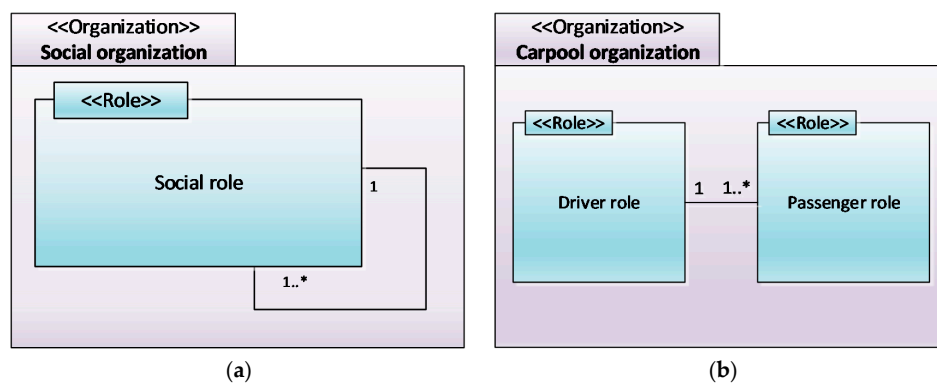 <<Organization>>
Social organization
<<Role>>
Social role
1
1..*
(a)
<<Organization>>
Carpool organization
<<Role>>
<<Role>>
Driver role
1
1..*
Passenger role
(b)